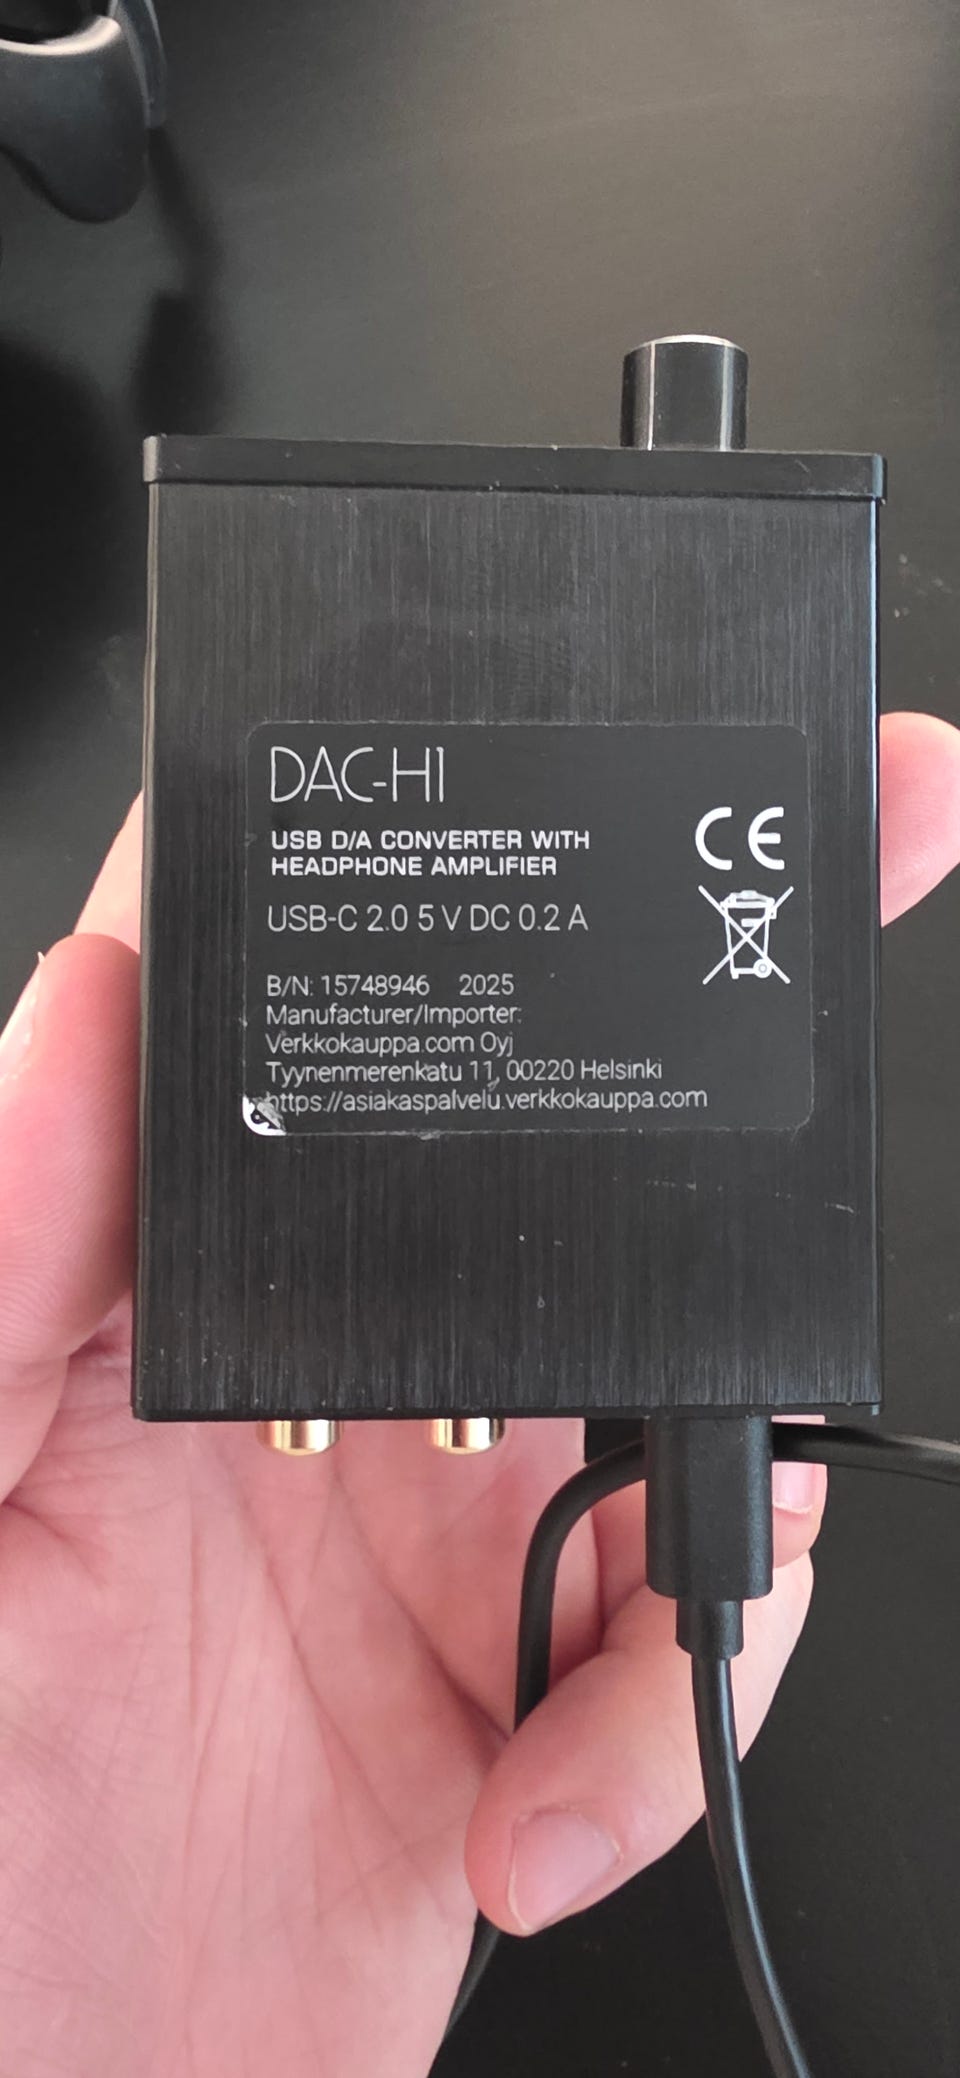 DAC-H1
USB D/A CONVERTER WITH
HEADPHONE AMPLIFIER
USB-C 2.0 5 V DC 0.2 A
B/N: 15748946 2025
Manufacturer/Importer:
Verkkokauppa.com Oyj
Tyynenmerenkatu 11, 00220 Helsinki
https://asiakaspalvelu.verkkokauppa.com
CE